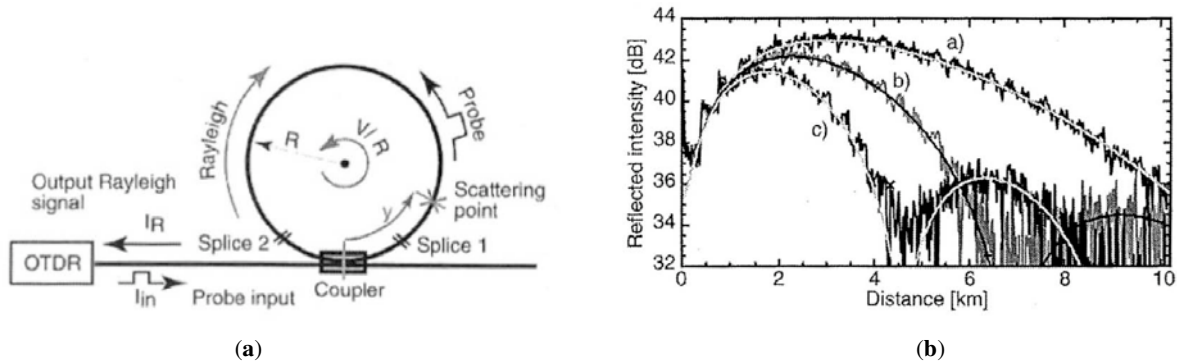 Rayleigh
Probe
V/R
R
Output Rayleigh
signal
Scattering
point
y
I_R
Splice 2
Splice 1
OTDR
I_in
Probe input
Coupler
(a)
b)
44
42
40
38
36
34
32
Reflected intensity [dB]
a)
b)
c)
0 2 4 6 8 10
Distance [km]
(b)